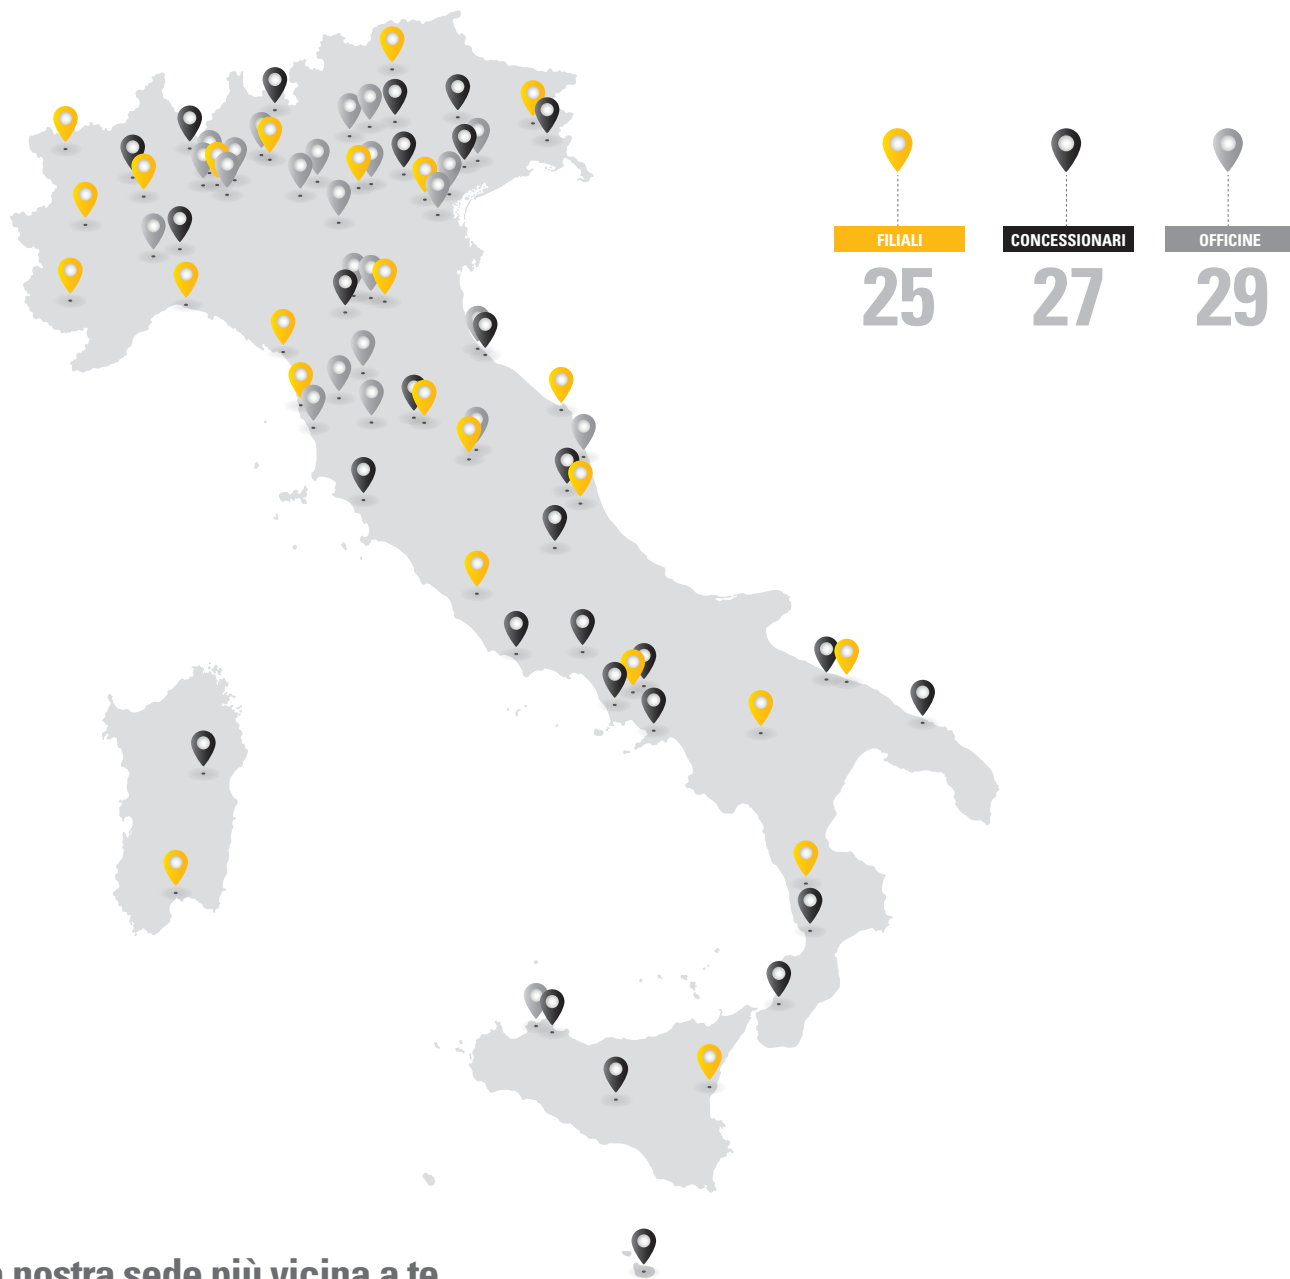 FILIALI
25
CONCESSIONARI
27
OFFICINE
29
nostra sede più vicina a te